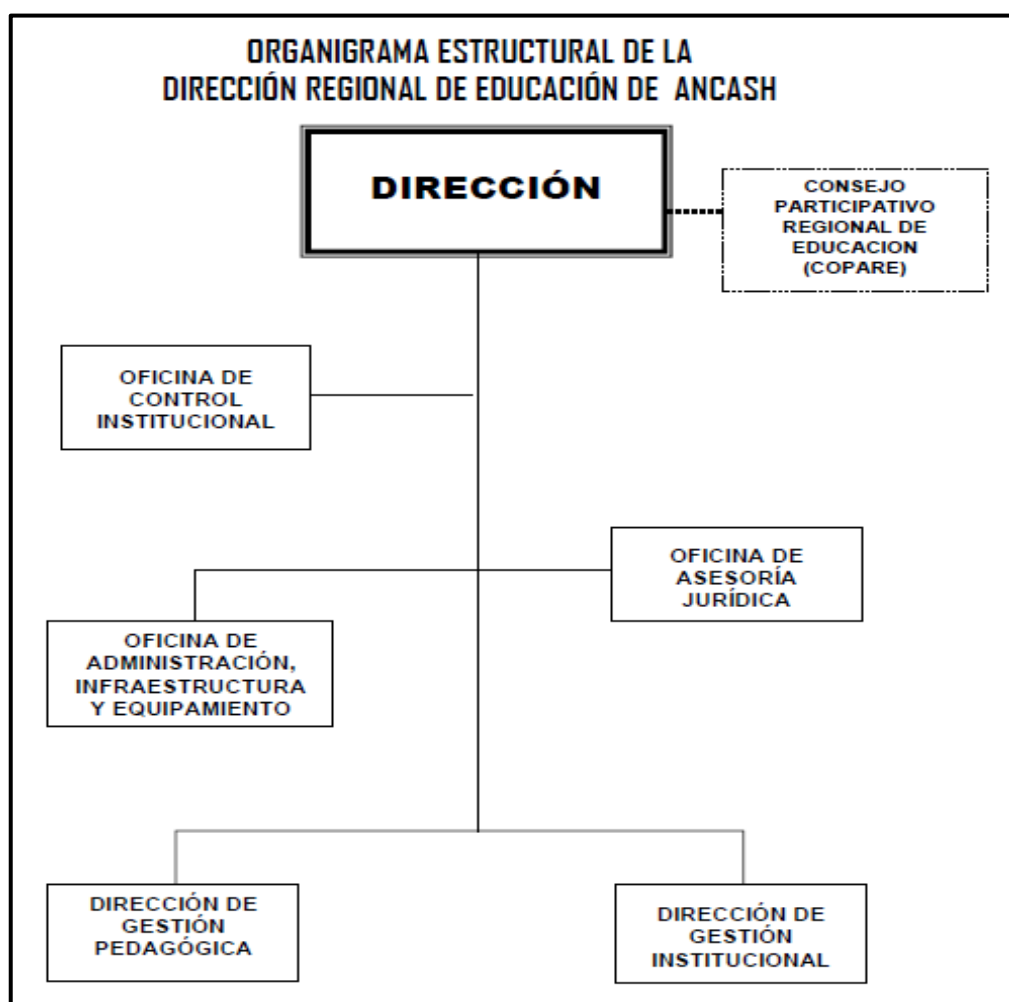 ORGANIGRAMA ESTRUCTURAL DE LA
DIRECCIÓN REGIONAL DE EDUCACIÓN DE ANCASH
DIRECCIÓN
CONSEJO
PARTICIPATIVO
REGIONAL DE
EDUCACION
(COPARE)
OFICINA DE
CONTROL
INSTITUCIONAL
OFICINA DE
ASESORÍA
JURÍDICA
OFICINA DE
ADMINISTRACIÓN,
INFRAESTRUCTURA
Y EQUIPAMIENTO
DIRECCIÓN DE
GESTIÓN
PEDAGÓGICA
DIRECCIÓN DE
GESTIÓN
INSTITUCIONAL